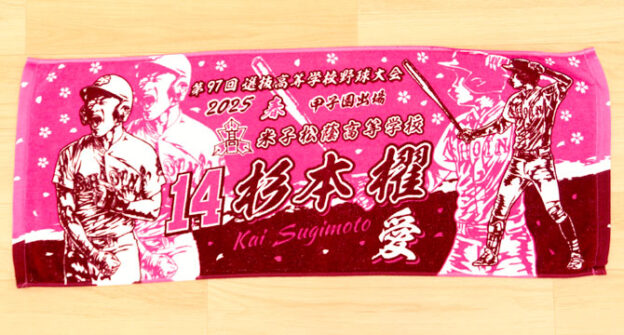 第97回 選抜高等学校野球大会
2025 春 甲子園出場
米子松蔭高等学校
14 杉本 櫂
Kai Sugimoto 愛
SHOIN